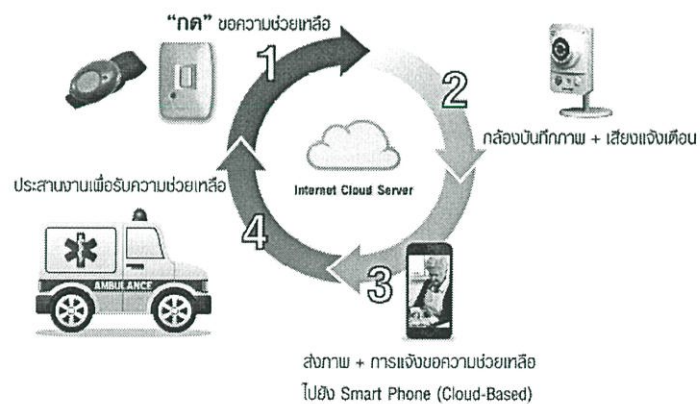 "กด" ขอความช่วยเหลือ
1
2
กล้องบันทึกภาพ + เสียงแจ้งเตือน
Internet Cloud Server
ประสานงานเพื่อรับความช่วยเหลือ
4
AMBULANCE
3
ส่งภาพ + การแจ้งขอความช่วยเหลือ
ไปยัง Smart Phone (Cloud-Based)